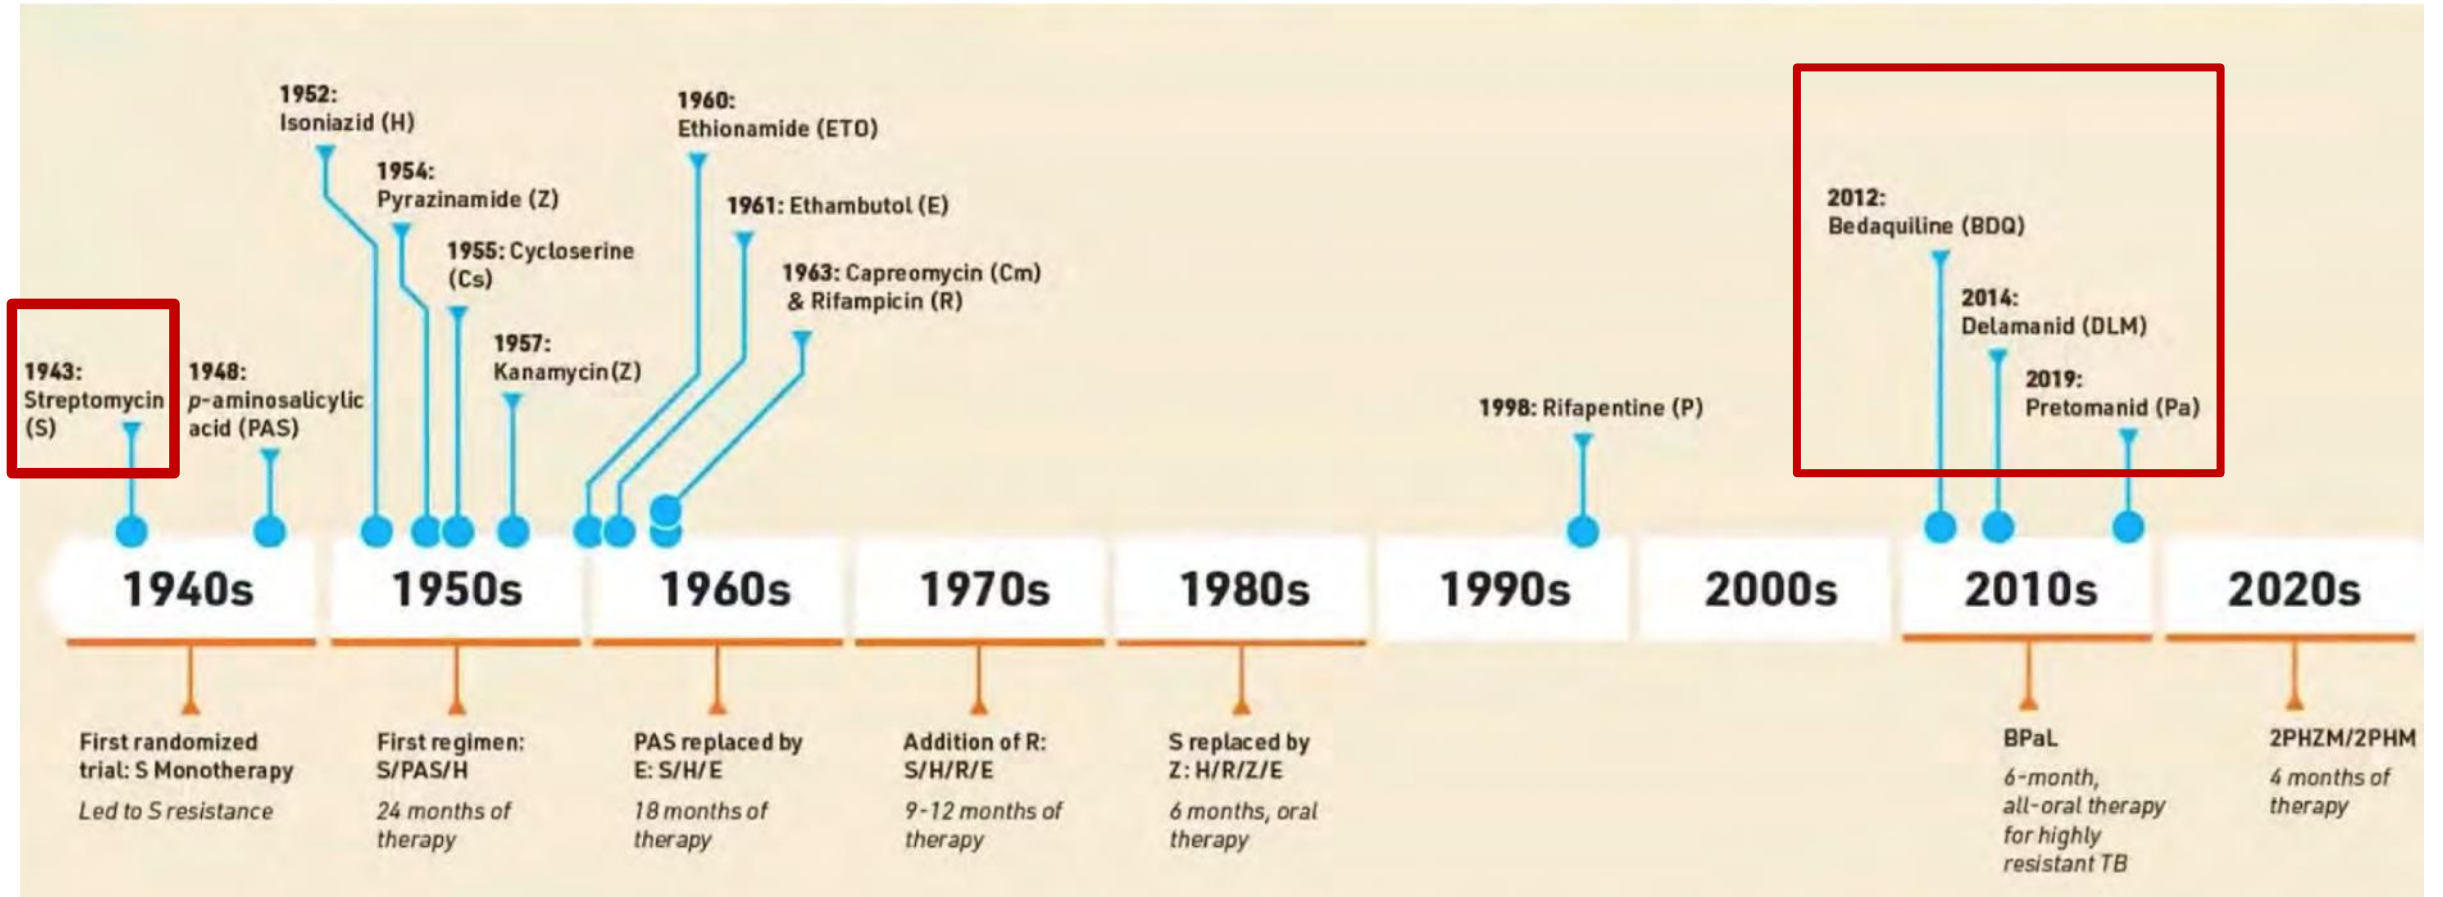 1952:
Isoniazid (H)
1954:
Pyrazinamide (Z)
1955: Cycloserine
(Cs)
1957:
Kanamycin (Z)
1960:
Ethionamide (ETO)
1961: Ethambutol (E)
1963: Capreomycin (Cm)
& Rifampicin (R)
1943:
Streptomycin
(S)
1948:
p-aminosalicylic
acid (PAS)
1998: Rifapentine (P)
2012:
Bedaquiline (BDQ)
2014:
Delamanid (DLM)
2019:
Pretomanid (Pa)
1940s
1950s
1960s
1970s
1980s
1990s
2000s
2010s
2020s
First randomized
trial: S Monotherapy
Led to S resistance
First regimen:
S/PAS/H
24 months of
therapy
PAS replaced by
E: S/H/E
18 months of
therapy
Addition of R:
S/H/R/E
9-12 months of
therapy
S replaced by
Z: H/R/Z/E
6 months, oral
therapy
BPaL
6-month,
all-oral therapy
for highly
resistant TB
2PHZM/2PHM
4 months of
therapy